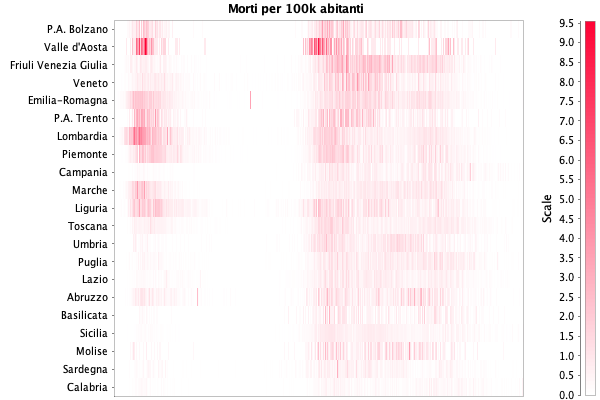 Morti per 100k abitanti
P.A. Bolzano
Valle d'Aosta
Friuli Venezia Giulia
Veneto
Emilia-Romagna
P.A. Trento
Lombardia
Piemonte
Campania
Marche
Liguria
Toscana
Umbria
Puglia
Lazio
Abruzzo
Basilicata
Sicilia
Molise
Sardegna
Calabria
Scale
9.5
9.0
8.5
8.0
7.5
7.0
6.5
6.0
5.5
5.0
4.5
4.0
3.5
3.0
2.5
2.0
1.5
1.0
0.5
0.0